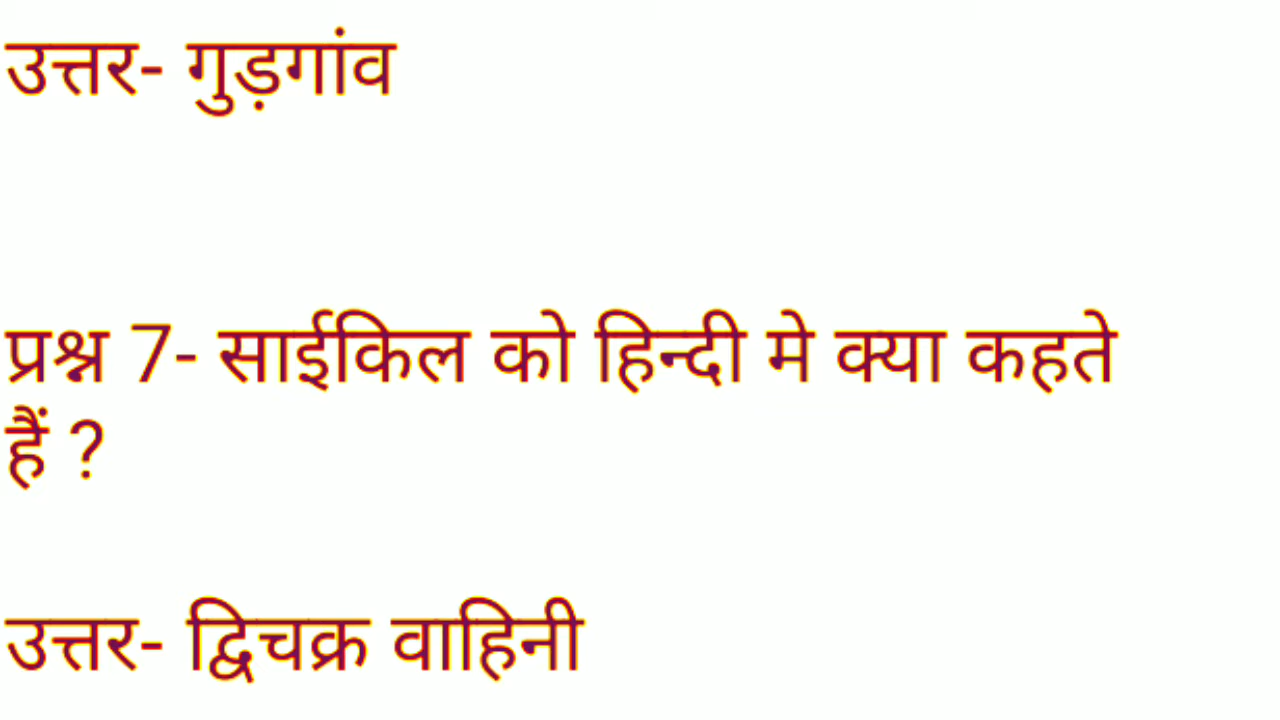 उत्तर- गुड़गांव
प्रश्न 7- साईकिल को हिन्दी मे क्या कहते
हैं ?
उत्तर- द्विचक्र वाहिनी